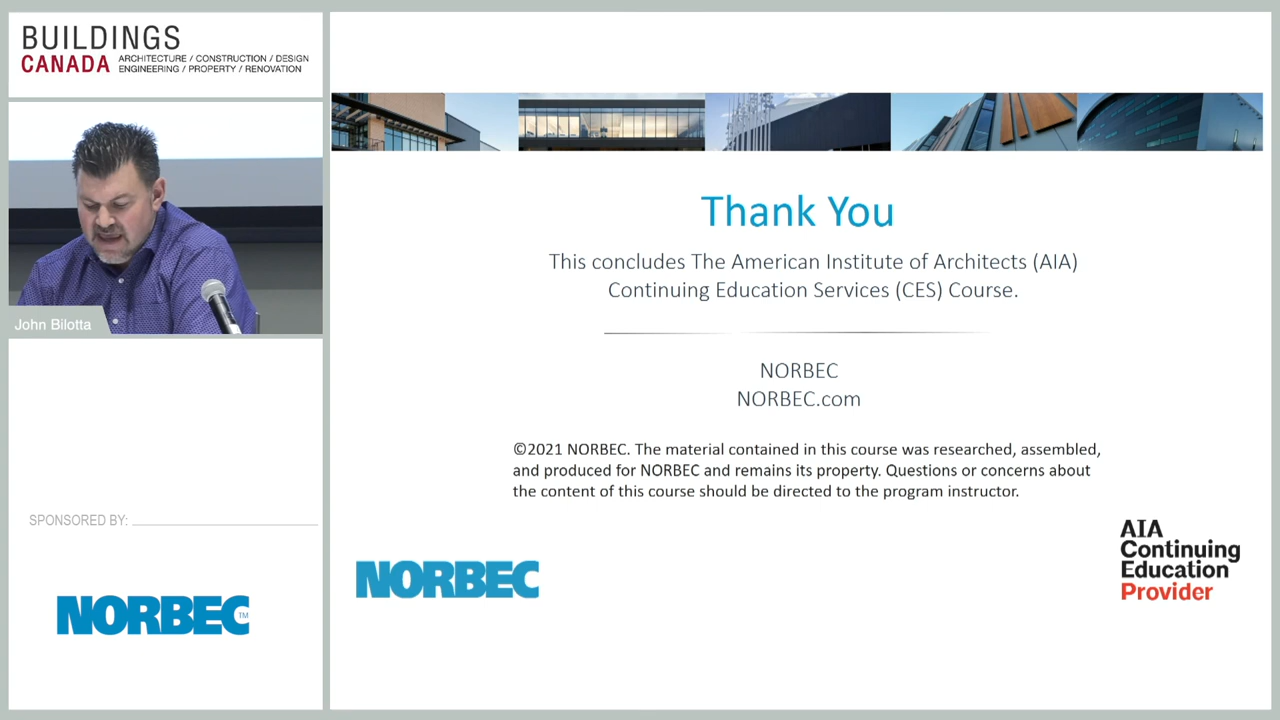 BUILDINGS
CANADA
ARCHITECTURE / CONSTRUCTION / DESIGN
ENGINEERING / PROPERTY / RENOVATION
John Bilotta
SPONSORED BY:
NORBEC™
Thank You
This concludes The American Institute of Architects (AIA)
Continuing Education Services (CES) Course.
NORBEC
NORBEC.com
©2021 NORBEC. The material contained in this course was researched, assembled,
and produced for NORBEC and remains its property. Questions or concerns about
the content of this course should be directed to the program instructor.
NORBEC
AIA
Continuing
Education
Provider